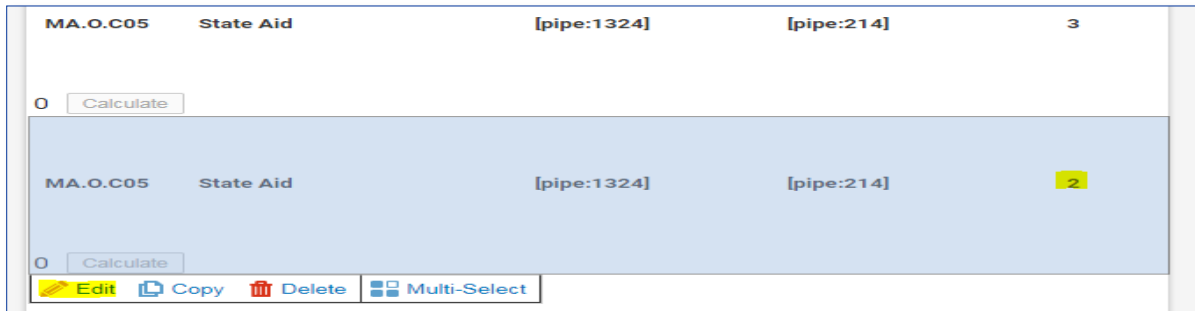 MA.O.C05 State Aid [pipe:1324] [pipe:214] 3
0 Calculate
MA.O.C05 State Aid [pipe:1324] [pipe:214] 2
0 Calculate
Edit Copy Delete Multi-Select